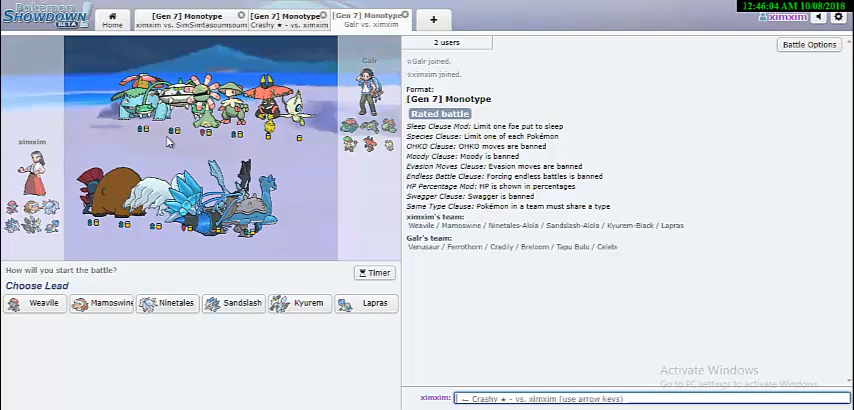 Pokémon
SHOWDOWN
BETA
Home
[Gen 7] Monotype
ximxim vs. SimSimtasoumsoum
[Gen 7] Monotype
Crashy ★ - vs. ximxim
[Gen 7] Monotype
Galr vs. ximxim
+
12:46:04 AM 10/08/2018
ximxim
2 users
Battle Options
☆Galr joined.
☆ximxim joined.
Format:
[Gen 7] Monotype
Rated battle
Sleep Clause Mod: Limit one foe put to sleep
Species Clause: Limit one of each Pokémon
OHKO Clause: OHKO moves are banned
Moody Clause: Moody is banned
Evasion Moves Clause: Evasion moves are banned
Endless Battle Clause: Forcing endless battles is banned
HP Percentage Mod: HP is shown in percentages
Swagger Clause: Swagger is banned
Same Type Clause: Pokémon in a team must share a type
ximxim's team:
Weavile / Mamoswine / Ninetales-Alola / Sandslash-Alola / Kyurem-Black / Lapras
Galr's team:
Venusaur / Ferrothorn / Cradily / Breloom / Tapu Bulu / Celebi
Galr
ximxim
How will you start the battle?
Timer
Choose Lead
Weavile Mamoswine Ninetales Sandslash Kyurem Lapras
Activate Windows
Go to PC settings to activate Windows.
ximxim: Crashy ★ - vs. ximxim (use arrow keys)